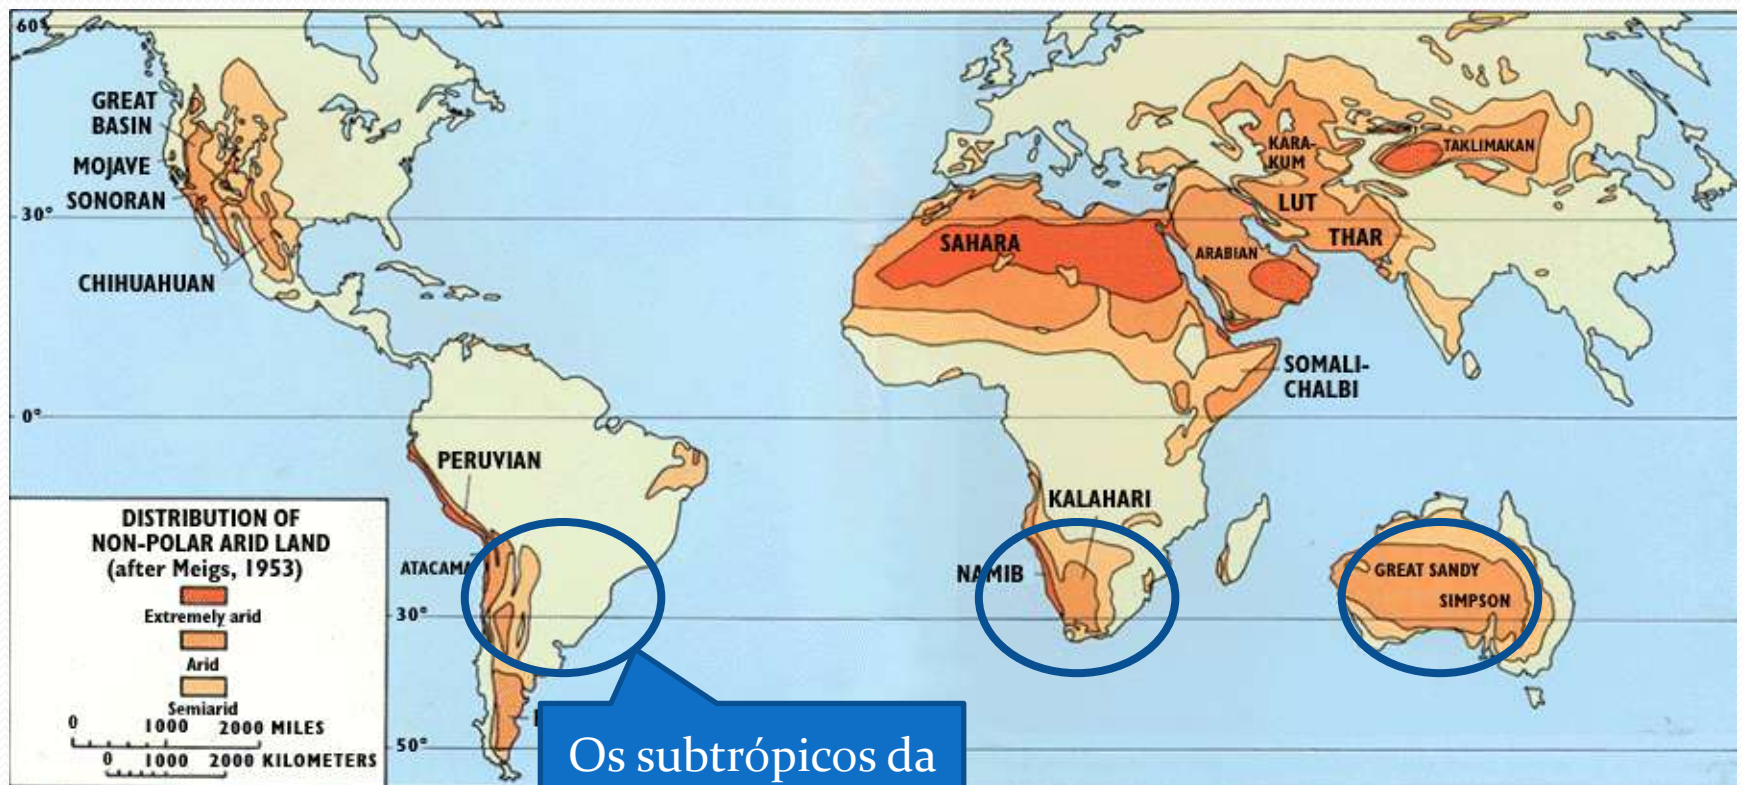 60°
GREAT
BASIN
MOJAVE
SONORAN
30°
CHIHUAHUAN
KARA-
KUM
TAKLIMAKAN
LUT
THAR
SAHARA
ARABIAN
SOMALI-
CHALBI
0°
PERUVIAN
KALAHARI
ATACAMA
NAMIB
GREAT SANDY
SIMPSON
30°
50°
DISTRIBUTION OF
NON-POLAR ARID LAND
(after Meigs, 1953)
Extremely arid
Arid
Semiarid
0 1000 2000 MILES
0 1000 2000 KILOMETERS
Os subtrópicos da